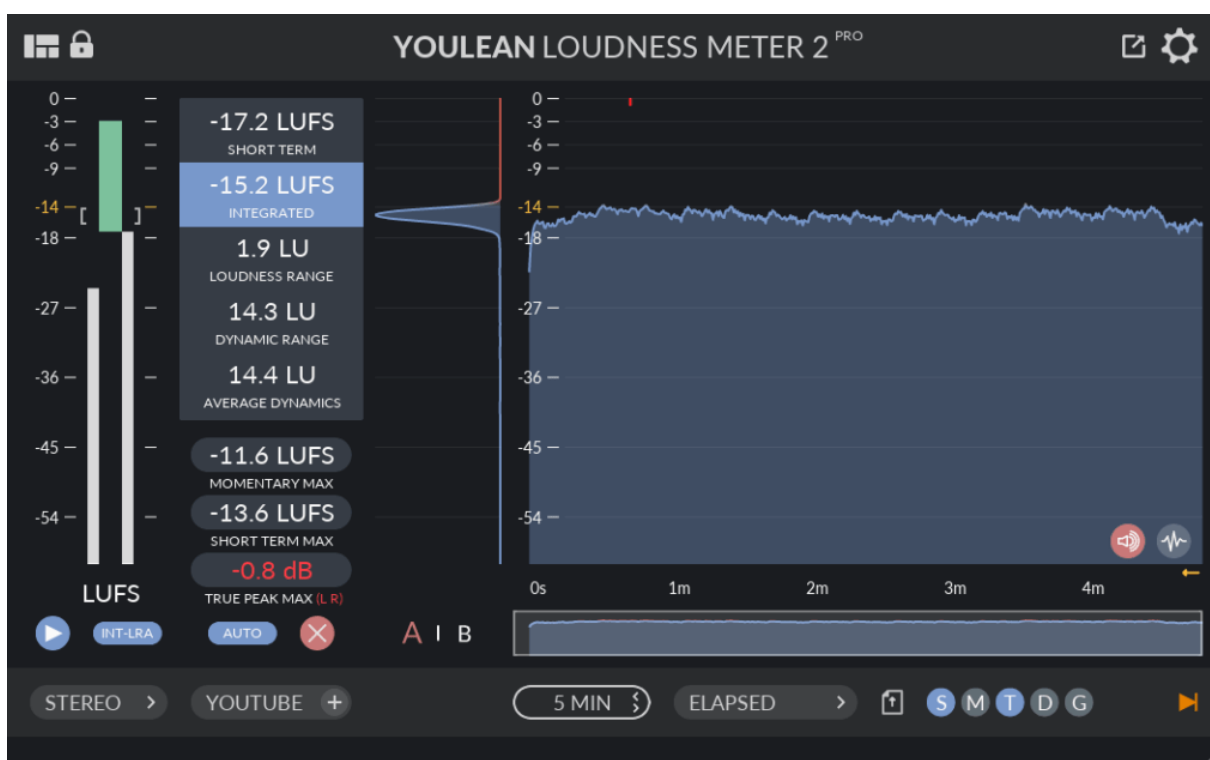 YOULEAN LOUDNESS METER 2 PRO
0
-3
-6
-9
-14
-18
-27
-36
-45
-54
LUFS
INT-LRA
-17.2 LUFS
SHORT TERM
-15.2 LUFS
INTEGRATED
1.9 LU
LOUDNESS RANGE
14.3 LU
DYNAMIC RANGE
14.4 LU
AVERAGE DYNAMICS
-11.6 LUFS
MOMENTARY MAX
-13.6 LUFS
SHORT TERM MAX
-0.8 dB
TRUE PEAK MAX (L R)
AUTO
0
-3
-6
-9
-14
-18
-27
-36
-45
-54
0s 1m 2m 3m 4m
A I B
STEREO > YOUTUBE + 5 MIN ELAPSED > S M T D G